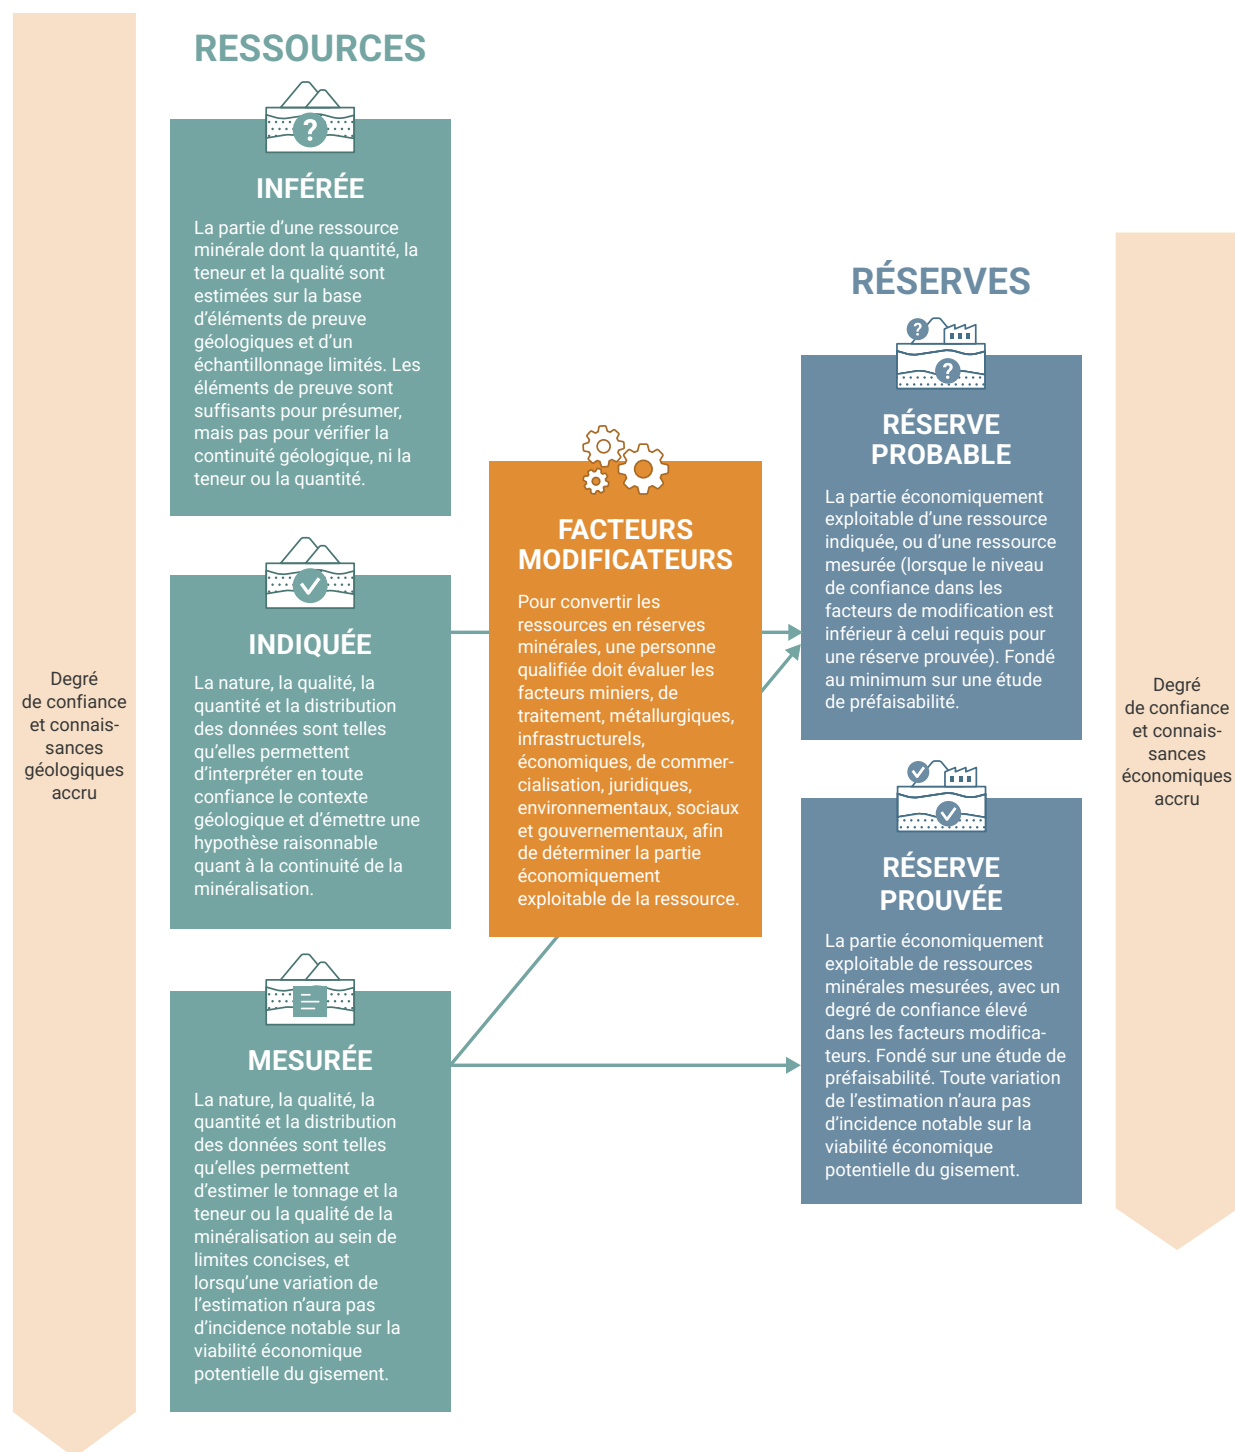 RESSOURCES
INFÉRÉE
La partie d'une ressource
minérale dont la quantité, la
teneur et la qualité sont
estimées sur la base
d'éléments de preuve
géologiques et d'un
échantillonnage limités. Les
éléments de preuve sont
suffisants pour présumer,
mais pas pour vérifier la
continuité géologique, ni la
teneur ou la quantité.
INDIQUÉE
La nature, la qualité, la
quantité et la distribution
des données sont telles
qu'elles permettent
d'interpréter en toute
confiance le contexte
géologique et d'émettre une
hypothèse raisonnable
quant à la continuité de la
minéralisation.
MESURÉE
La nature, la qualité, la
quantité et la distribution
des données sont telles
qu'elles permettent
d'estimer le tonnage et la
teneur ou la qualité de la
minéralisation au sein de
limites concises, et
lorsqu'une variation de
l'estimation n'aura pas
d'incidence notable sur la
viabilité économique
potentielle du gisement.
Degré
de confiance
et connais-
sances
géologiques
accru
FACTEURS
MODIFICATEURS
Pour convertir les
ressources en réserves
minérales, une personne
qualifiée doit évaluer les
facteurs miniers, de
traitement, métallurgiques,
infrastructurels,
économiques, de commer-
cialisation, juridiques,
environnementaux, sociaux
et gouvernementaux, afin
de déterminer la partie
économiquement
exploitable de la ressource.
RÉSERVES
RÉSERVE
PROBABLE
La partie économiquement
exploitable d'une ressource
indiquée, ou d'une ressource
mesurée (lorsque le niveau
de confiance dans les
facteurs de modification est
inférieur à celui requis pour
une réserve prouvée). Fondé
au minimum sur une étude
de préfaisabilité.
RÉSERVE
PROUVÉE
La partie économiquement
exploitable de ressources
minérales mesurées, avec un
degré de confiance élevé
dans les facteurs modifica-
teurs. Fondé sur une étude de
préfaisabilité. Toute variation
de l'estimation n'aura pas
d'incidence notable sur la
viabilité économique
potentielle du gisement.
Degré
de confiance
et connais-
sances
économiques
accru